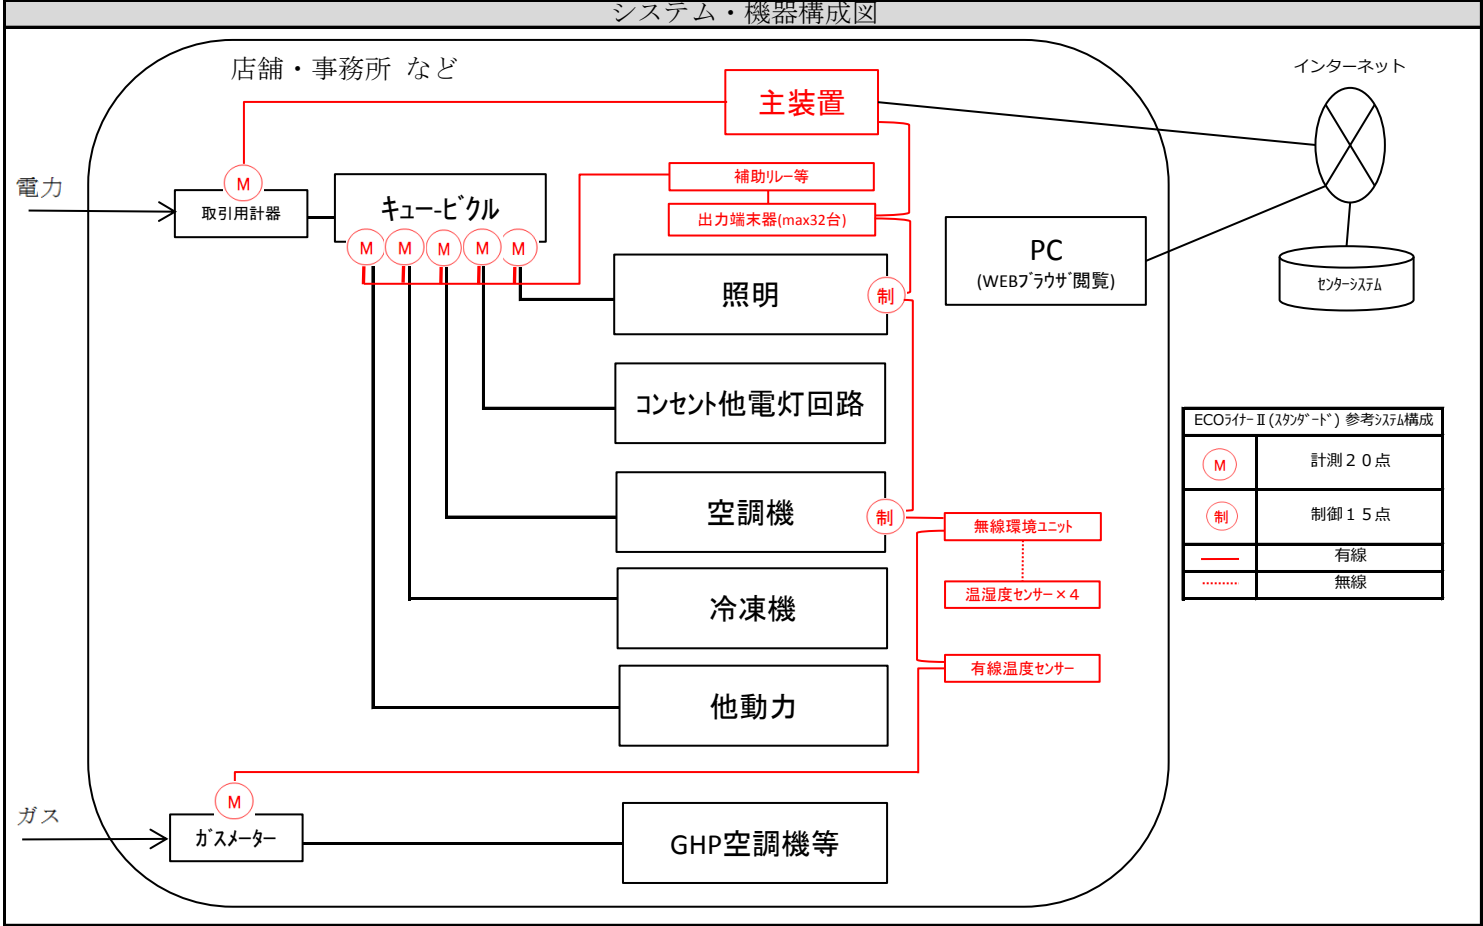 システム・機器構成図
店舗・事務所 など
インターネット
主装置
電力
M
取引用計器
補助ﾘﾚｰ等
出力端末器(max32台)
ｷｭｰ-ﾋﾞｸﾙ
M M M M M
PC
(WEBﾌﾞﾗｳｻﾞ閲覧)
ｾﾝﾀｰｼｽﾃﾑ
照明
制
ｺﾝｾﾝﾄ他電灯回路
ECOﾗｲﾅｰⅡ(ｽﾀﾝﾀﾞｰﾄﾞ) 参考ｼｽﾃﾑ構成
M 計測２０点
制 制御１５点
有線
無線
空調機
制
無線環境ﾕﾆｯﾄ
温湿度ｾﾝｻｰ×４
冷凍機
有線温度ｾﾝｻｰ
他動力
ガス
M
ｶﾞｽﾒｰﾀｰ
GHP空調機等